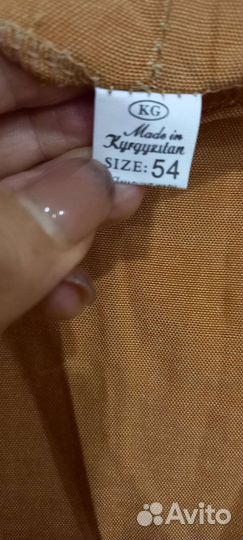 KG
Made in
Kyrgyzstan
SIZE: 54
Avito